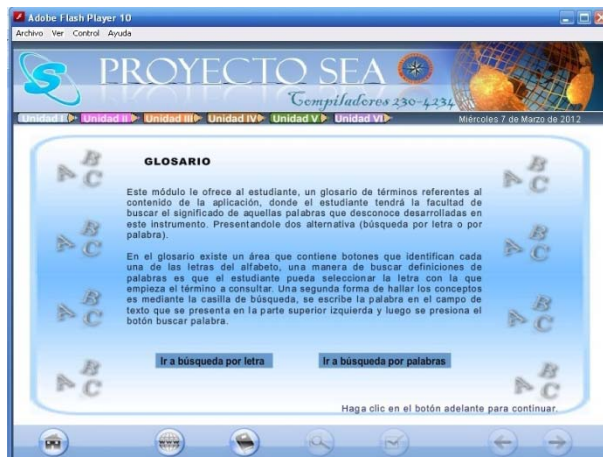 Adobe Flash Player 10
Archivo Ver Control Ayuda
PROYECTO SEA
Compiladores 230-4234
Unidad I Unidad II Unidad III Unidad IV Unidad V Unidad VI Miércoles 7 de Marzo de 2012
GLOSARIO
Este módulo le ofrece al estudiante, un glosario de términos referentes al
contenido de la aplicación, donde el estudiante tendrá la facultad de
buscar el significado de aquellas palabras que desconoce desarrolladas en
este instrumento. Presentandole dos alternativa (búsqueda por letra o por
palabra).
En el glosario existe un área que contiene botones que identifican cada
una de las letras del alfabeto, una manera de buscar definiciones de
palabras es que el estudiante pueda seleccionar la letra con la que
empieza el término a consultar. Una segunda forma de hallar los conceptos
es mediante la casilla de búsqueda, se escribe la palabra en el campo de
texto que se presenta en la parte superior izquierda y luego se presiona el
botón buscar palabra.
Ir a búsqueda por letra Ir a búsqueda por palabras
Haga clic en el botón adelante para continuar.